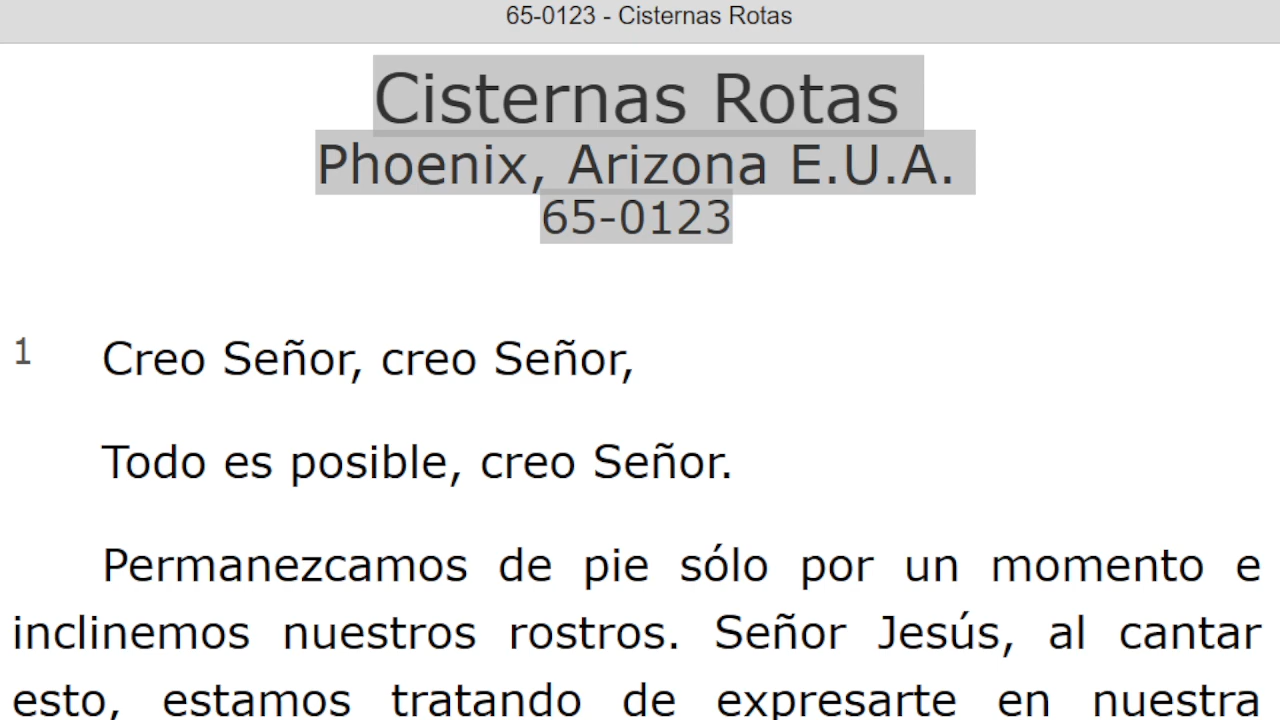 65-0123 - Cisternas Rotas
Cisternas Rotas
Phoenix, Arizona E.U.A.
65-0123
1 Creo Señor, creo Señor,
Todo es posible, creo Señor.
Permanezcamos de pie sólo por un momento e
inclinemos nuestros rostros. Señor Jesús, al cantar
esto, estamos tratando de expresarte en nuestra